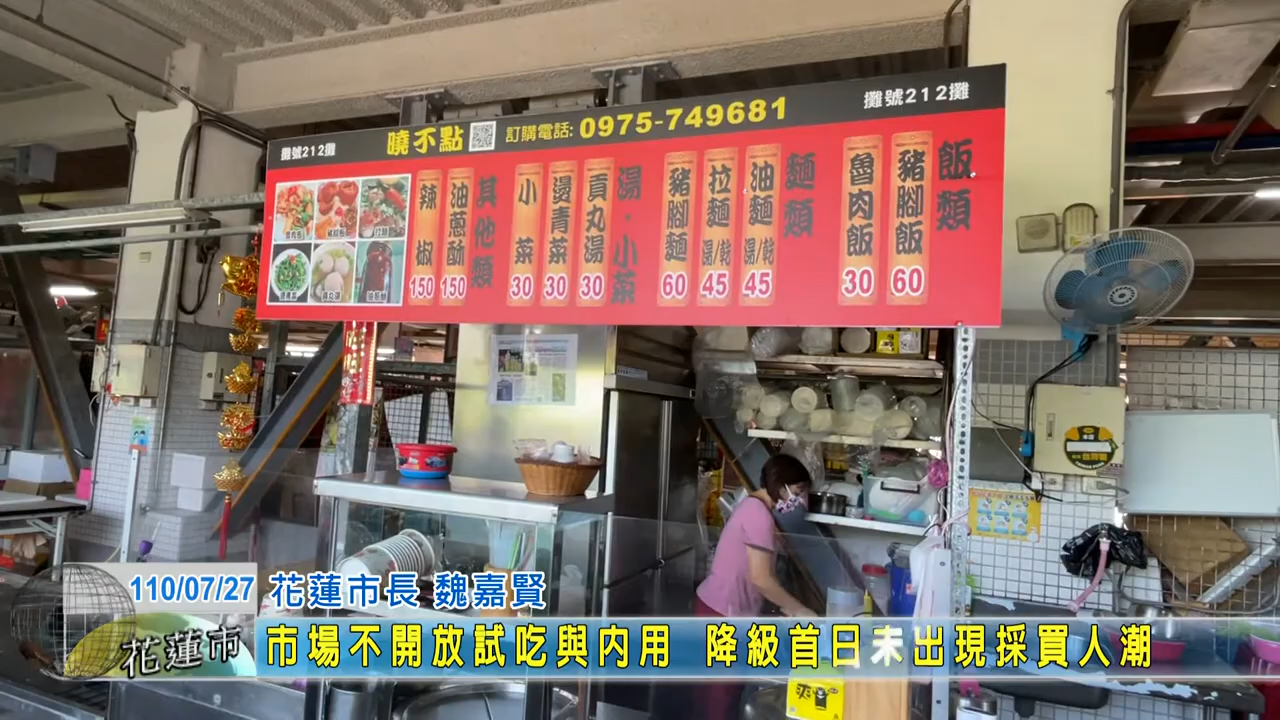 攤號212攤
曉不點
訂購電話: 0975-749681
攤號212攤
飯類
豬腳飯 60
魯肉飯 30
麵類
油麵 湯/乾 45
拉麵 湯/乾 45
豬腳麵 60
湯·小菜
貢丸湯 30
燙青菜 30
小菜 30
其他類
油蔥酥 150
辣椒 150
110/07/27 花蓮市長 魏嘉賢
花蓮市
市場不開放試吃與內用 降級首日未出現採買人潮